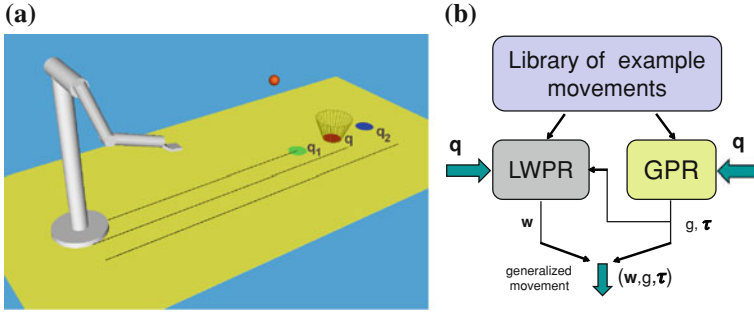 (a)
q₁
q
q₂
(b)
Library of example
movements
q
q
LWPR
GPR
w
g, τ
generalized
movement
(w,g,τ)